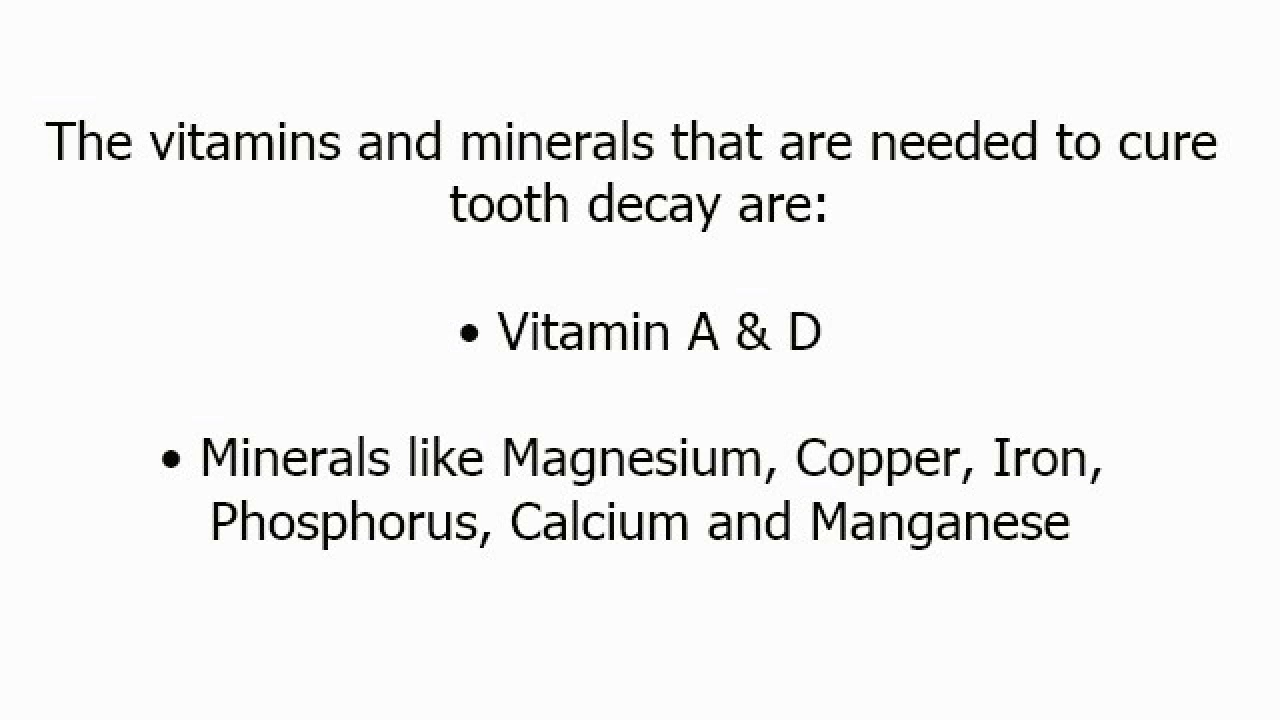 The vitamins and minerals that are needed to cure
tooth decay are:
• Vitamin A & D
• Minerals like Magnesium, Copper, Iron,
Phosphorus, Calcium and Manganese